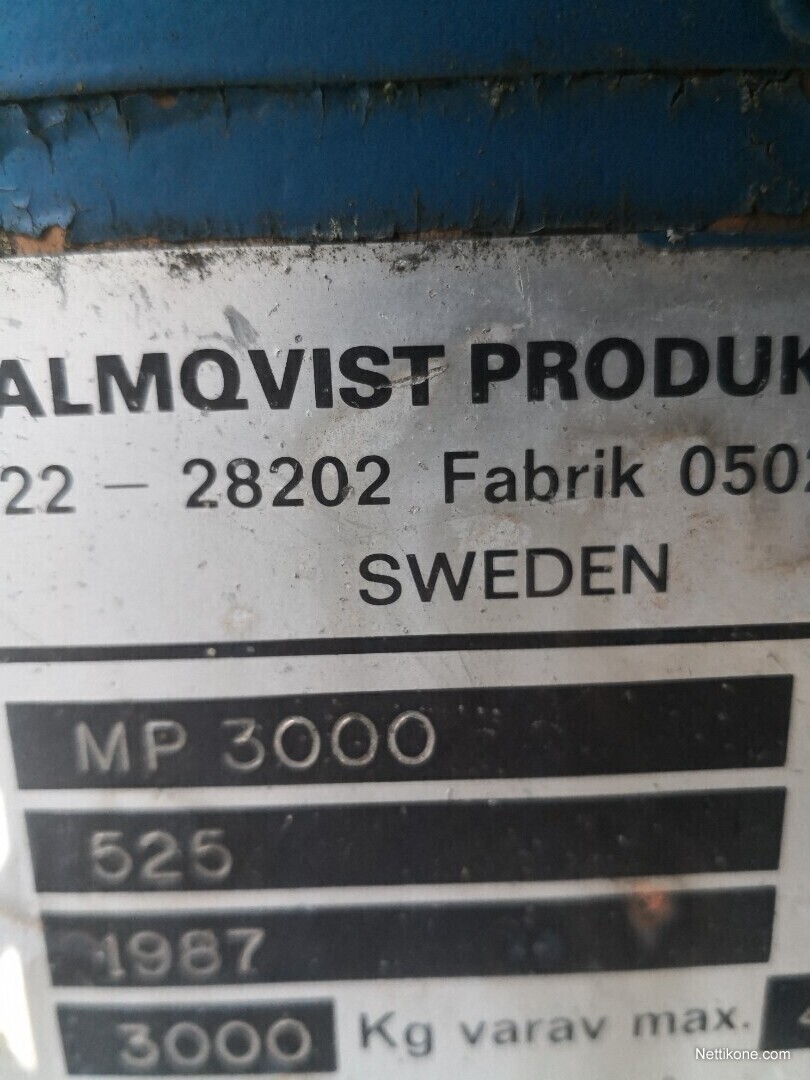 ALMQVIST PRODUK
22 – 28202 Fabrik 0502
SWEDEN
MP 3000
525
1987
3000 Kg varav max.
Nettikone.com